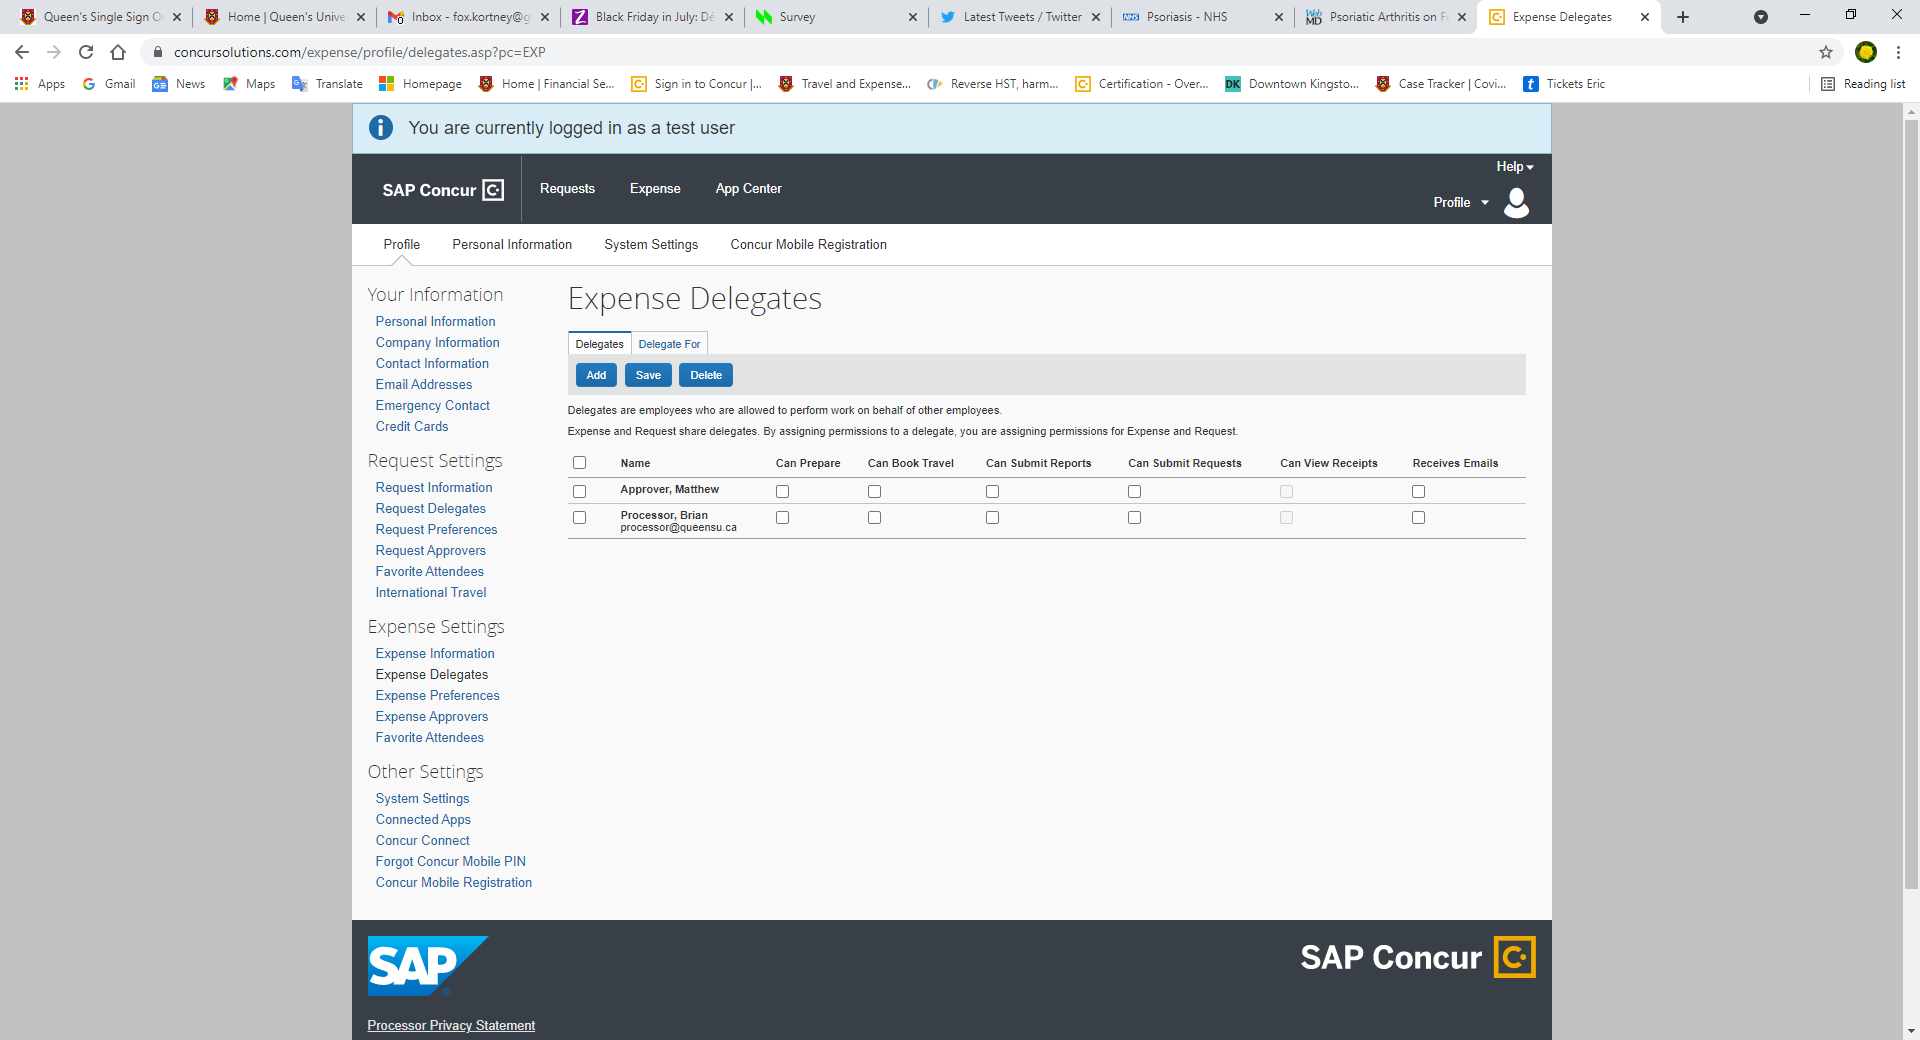 Queen's Single Sign O
Home | Queen's Unive
Inbox - fox.kortney@g
Black Friday in July: De
Survey
Latest Tweets / Twitter
Psoriasis - NHS
Psoriatic Arthritis on F
Expense Delegates
concursolutions.com/expense/profile/delegates.asp?pc=EXP
Apps
Gmail
News
Maps
Translate
Homepage
Home | Financial Se...
Sign in to Concur |...
Travel and Expense...
Reverse HST, harm...
Certification - Over...
DK
Downtown Kingsto...
Case Tracker | Covi...
Tickets Eric
Reading list
You are currently logged in as a test user
SAP Concur
Requests
Expense
App Center
Help
Profile
Profile
Personal Information
System Settings
Concur Mobile Registration
Your Information
Personal Information
Company Information
Contact Information
Email Addresses
Emergency Contact
Credit Cards
Request Settings
Request Information
Request Delegates
Request Preferences
Request Approvers
Favorite Attendees
International Travel
Expense Settings
Expense Information
Expense Delegates
Expense Preferences
Expense Approvers
Favorite Attendees
Other Settings
System Settings
Connected Apps
Concur Connect
Forgot Concur Mobile PIN
Concur Mobile Registration
Expense Delegates
Delegates
Delegate For
Add
Save
Delete
Delegates are employees who are allowed to perform work on behalf of other employees.
Expense and Request share delegates. By assigning permissions to a delegate, you are assigning permissions for Expense and Request.
Name Can Prepare Can Book Travel Can Submit Reports Can Submit Requests Can View Receipts Receives Emails
Approver, Matthew
Processor, Brian
processor@queensu.ca
SAP
SAP Concur
Processor Privacy Statement